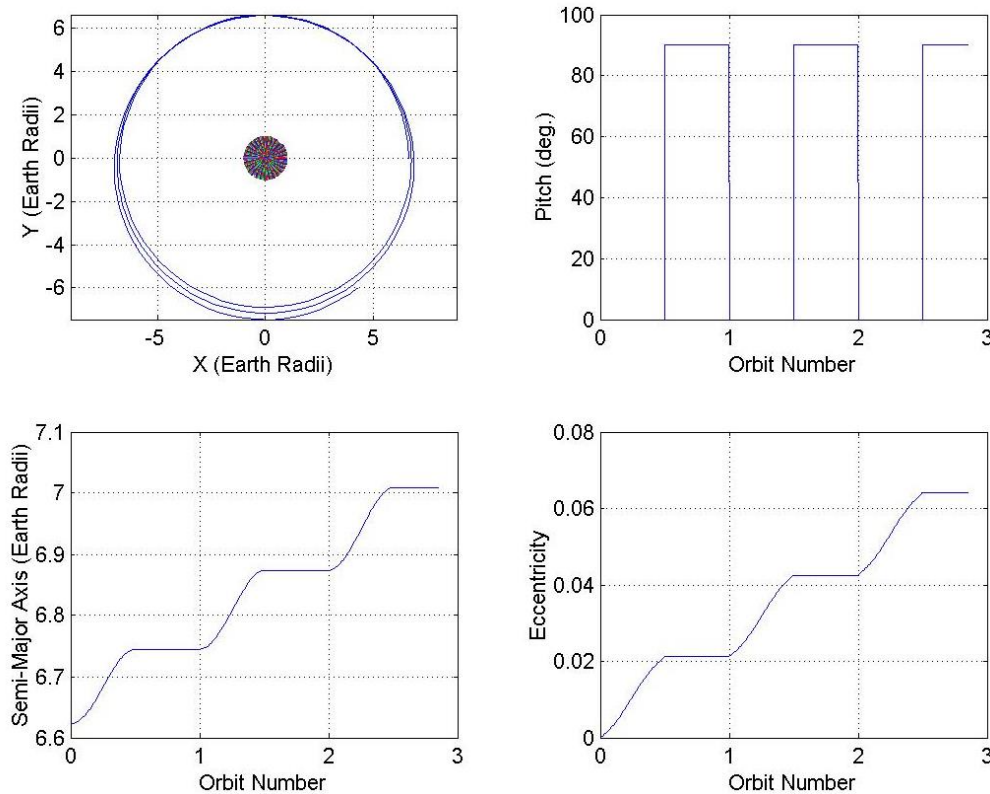 6
4
2
0
-2
-4
-6
Y (Earth Radii)
-5 0 5
X (Earth Radii)
100
80
60
40
20
0
Pitch (deg.)
0 1 2 3
Orbit Number
7.1
7
6.9
6.8
6.7
6.6
Semi-Major Axis (Earth Radii)
0 1 2 3
Orbit Number
0.08
0.06
0.04
0.02
0
Eccentricity
0 1 2 3
Orbit Number